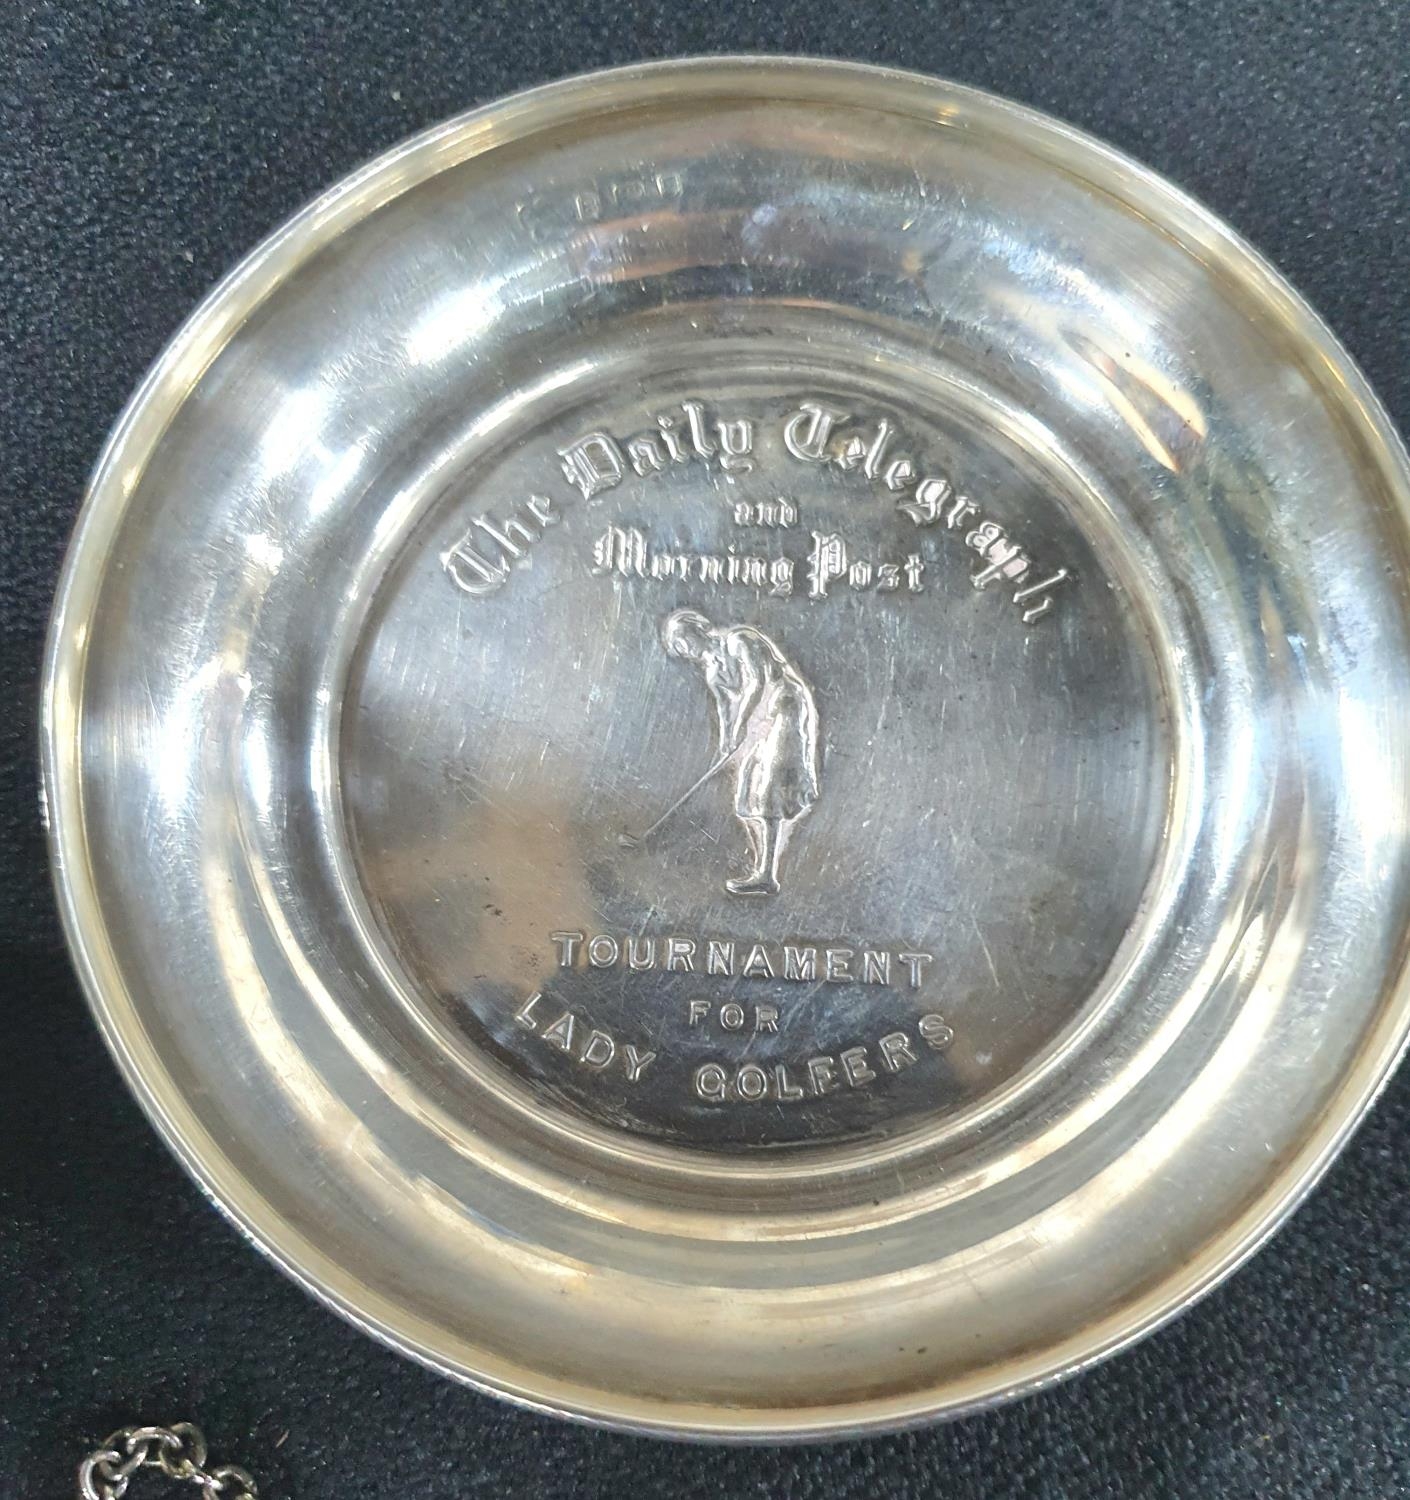 The Daily Telegraph
and
Morning Post
TOURNAMENT
FOR
LADY GOLFERS